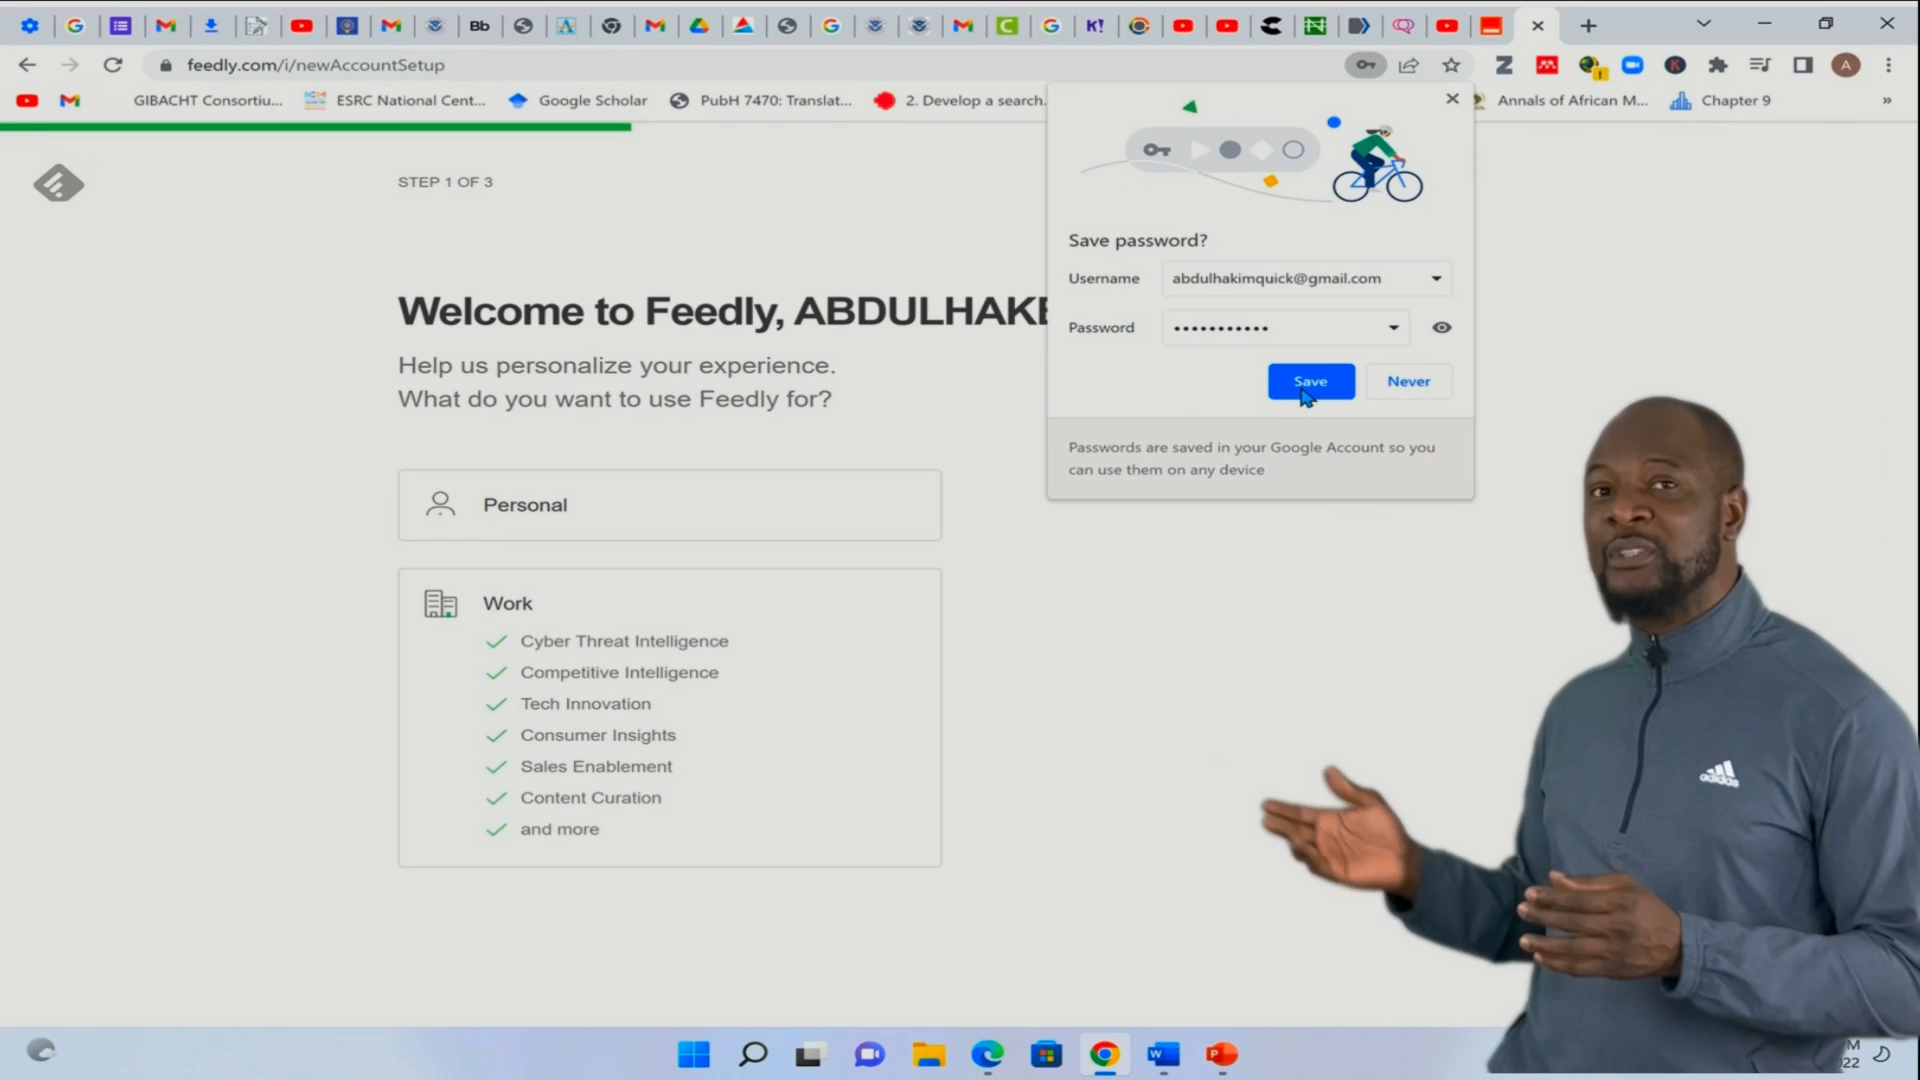 Bb
K!
feedly.com/i/newAccountSetup
Z
K
A
GIBACHT Consortiu...
ESRC National Cent...
Google Scholar
PubH 7470: Translat...
2. Develop a search.
Annals of African M...
Chapter 9
»
STEP 1 OF 3
Welcome to Feedly, ABDULHAKE
Help us personalize your experience.
What do you want to use Feedly for?
Personal
Work
Cyber Threat Intelligence
Competitive Intelligence
Tech Innovation
Consumer Insights
Sales Enablement
Content Curation
and more
Save password?
Username
abdulhakimquick@gmail.com
Password
•••••••••••
Save
Never
Passwords are saved in your Google Account so you
can use them on any device
adidas
M
022